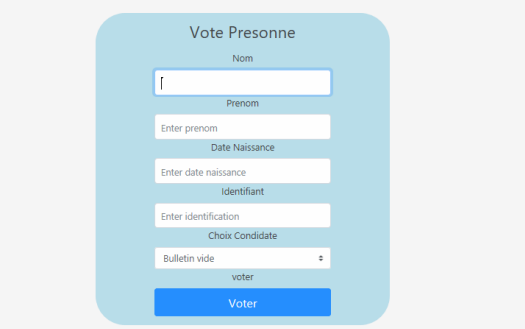 Vote Presonne
Nom
Prenom
Enter prenom
Date Naissance
Enter date naissance
Identifiant
Enter identification
Choix Condidate
Bulletin vide
voter
Voter